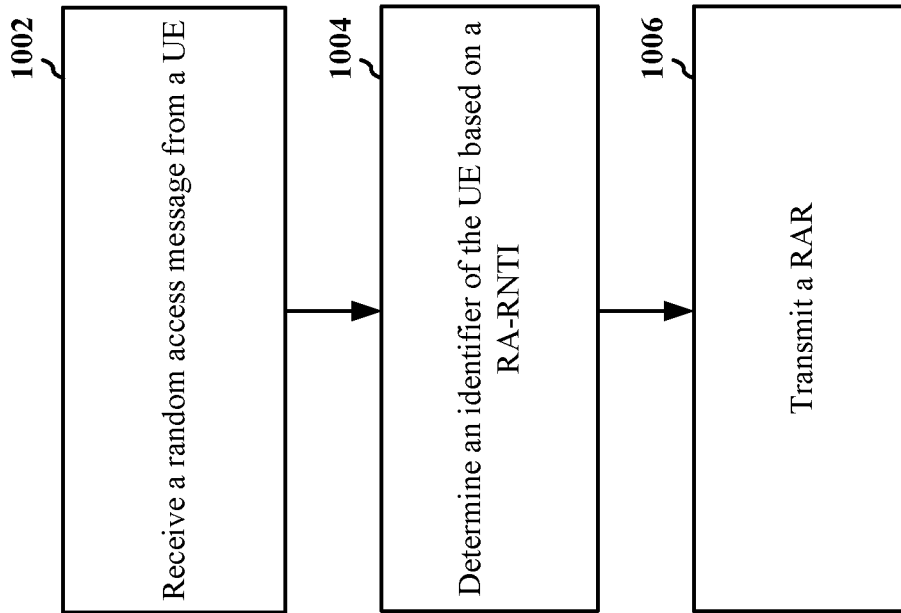 1002
Receive a random access message from a UE
1004
Determine an identifier of the UE based on a
RA-RNTI
1006
Transmit a RAR